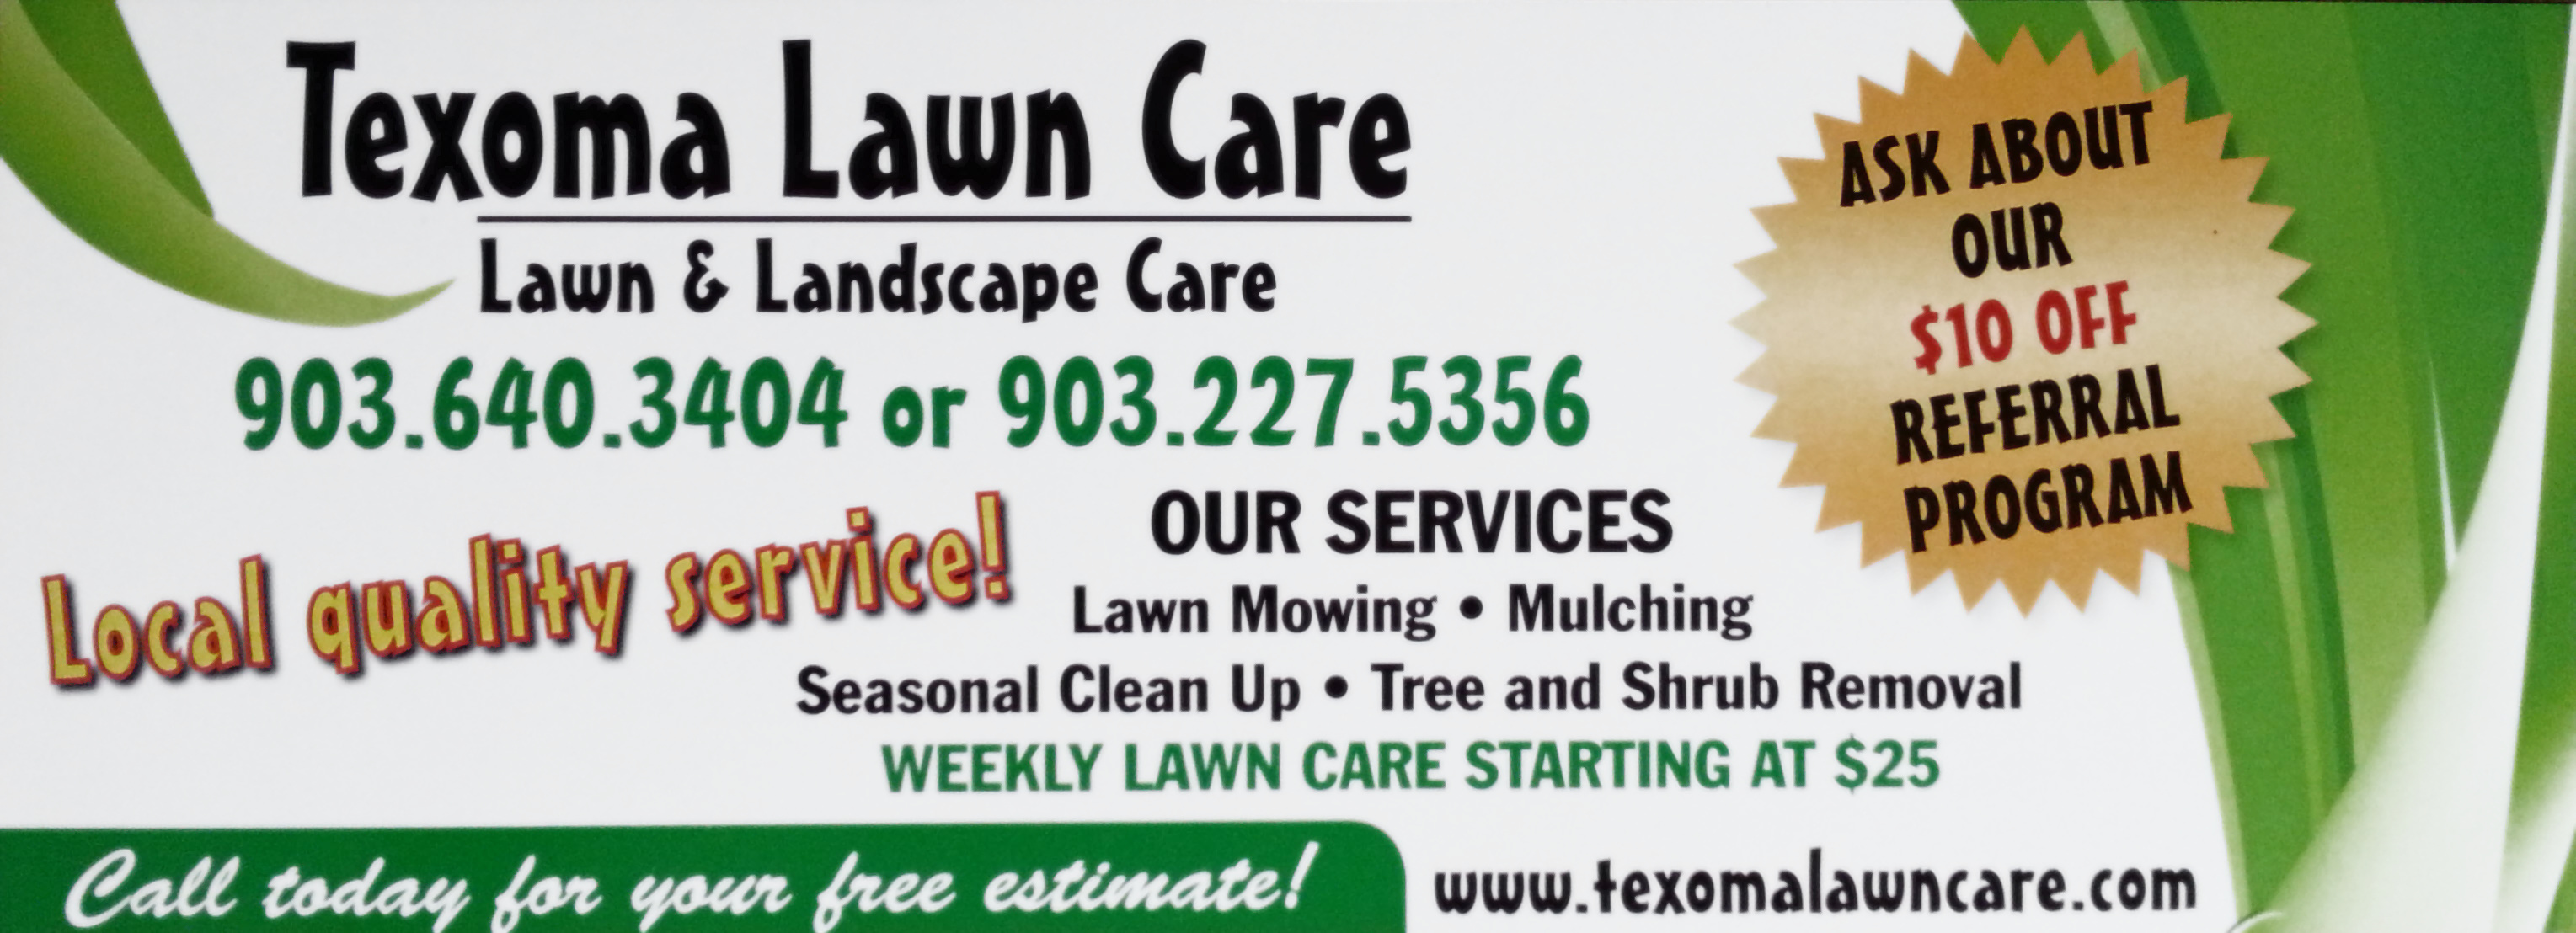 Texoma Lawn Care
Lawn & Landscape Care
903.640.3404 or 903.227.5356
Local quality service!
OUR SERVICES
Lawn Mowing • Mulching
Seasonal Clean Up • Tree and Shrub Removal
WEEKLY LAWN CARE STARTING AT $25
ASK ABOUT
OUR
$10 OFF
REFERRAL
PROGRAM
Call today for your free estimate!
www.texomalawncare.com